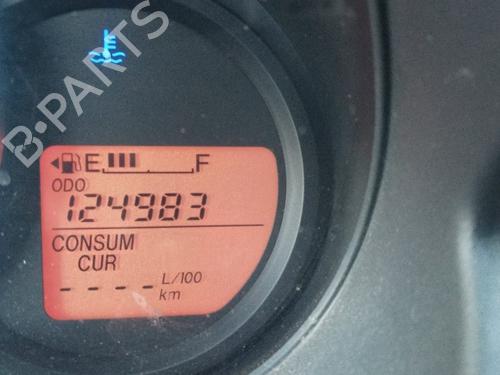 B-PARTS
E F
ODO
124983
CONSUM
CUR
---- L/100
km